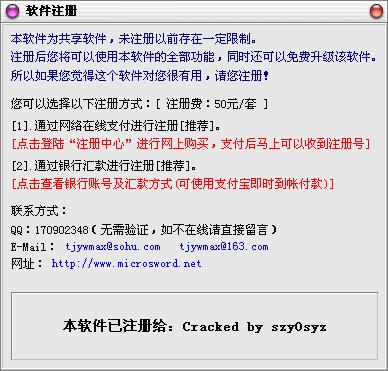 软件注册
本软件为共享软件，未注册以前存在一定限制。
注册后您将可以使用本软件的全部功能，同时还可以免费升级该软件。
所以如果您觉得这个软件对您很有用，请您注册！
您可以选择以下注册方式：[ 注册费：50元/套 ]
[1].通过网络在线支付进行注册[推荐]。
[点击登陆“注册中心”进行网上购买，支付后马上可以收到注册号]
[2].通过银行汇款进行注册[推荐]。
[点击查看银行账号及汇款方式(可使用支付宝即时到帐付款)]
联系方式：
QQ：170902348（无需验证，如不在线请直接留言）
E-Mail： tjywmax@sohu.com tjywmax@163.com
网址： http://www.microsword.net
本软件已注册给：Cracked by szyOsyz